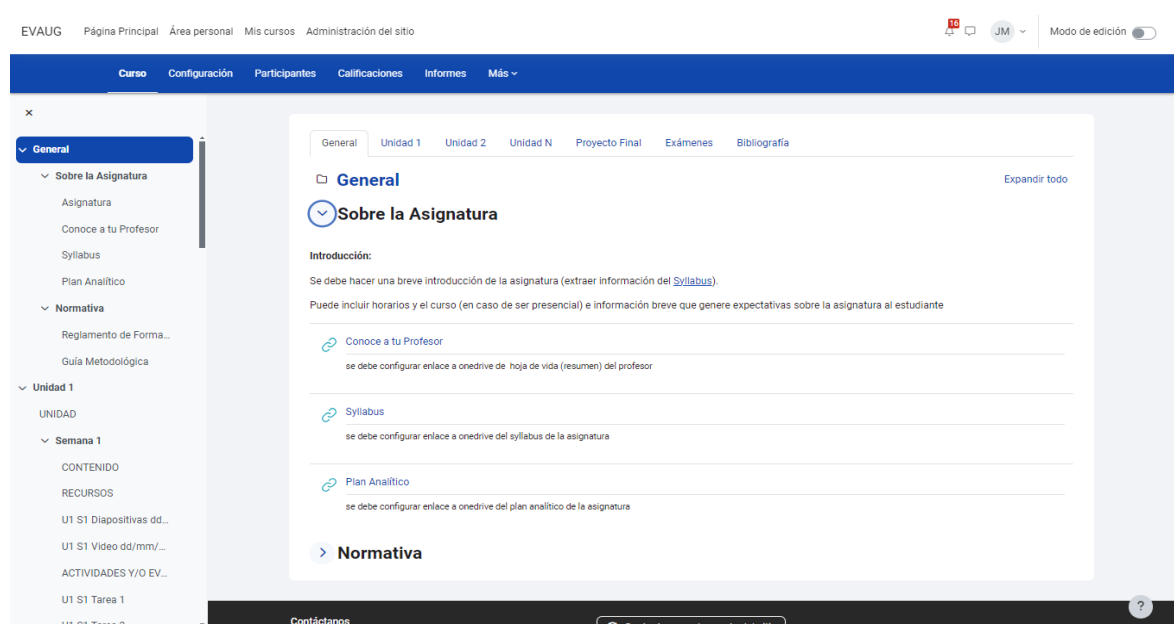 EVAUG Página Principal Área personal Mis cursos Administración del sitio 16 JM Modo de edición
Curso Configuración Participantes Calificaciones Informes Más
General
Sobre la Asignatura
Asignatura
Conoce a tu Profesor
Syllabus
Plan Analítico
Normativa
Reglamento de Forma...
Guía Metodológica
Unidad 1
UNIDAD
Semana 1
CONTENIDO
RECURSOS
U1 S1 Diapositivas dd...
U1 S1 Video dd/mm/...
ACTIVIDADES Y/O EV...
U1 S1 Tarea 1
General Unidad 1 Unidad 2 Unidad N Proyecto Final Exámenes Bibliografía
General
Expandir todo
Sobre la Asignatura
Introducción:
Se debe hacer una breve introducción de la asignatura (extraer información del Syllabus).
Puede incluir horarios y el curso (en caso de ser presencial) e información breve que genere expectativas sobre la asignatura al estudiante
Conoce a tu Profesor
se debe configurar enlace a onedrive de hoja de vida (resumen) del profesor
Syllabus
se debe configurar enlace a onedrive del syllabus de la asignatura
Plan Analítico
se debe configurar enlace a onedrive del plan analítico de la asignatura
Normativa
Contáctanos
?